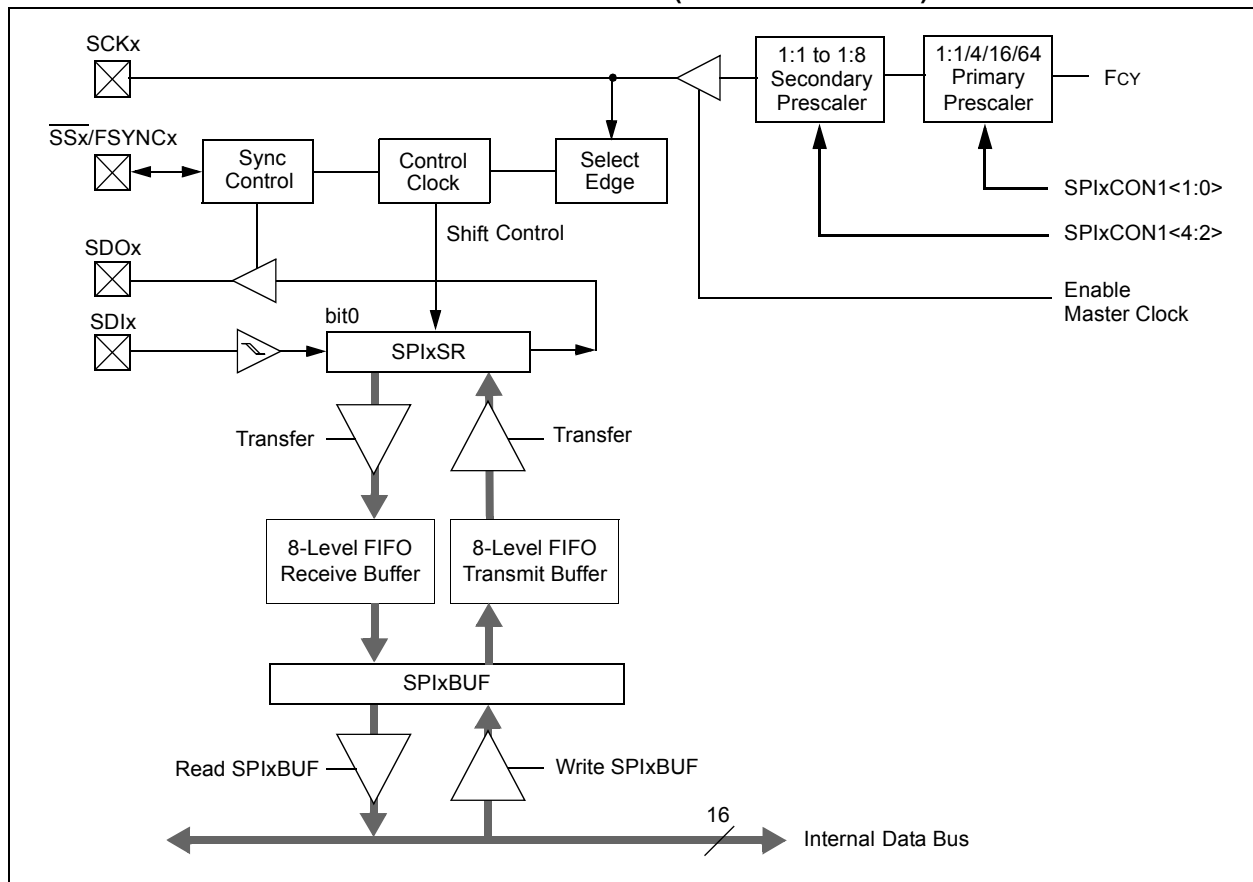 SCKx
1:1 to 1:8
Secondary
Prescaler
1:1/4/16/64
Primary
Prescaler
FCY
SSx/FSYNCx
Sync
Control
Control
Clock
Select
Edge
SPIxCON1<1:0>
SPIxCON1<4:2>
Shift Control
SDOx
Enable
Master Clock
SDIx
bit0
SPIxSR
Transfer
Transfer
8-Level FIFO
Receive Buffer
8-Level FIFO
Transmit Buffer
SPIxBUF
Read SPIxBUF
Write SPIxBUF
16
Internal Data Bus